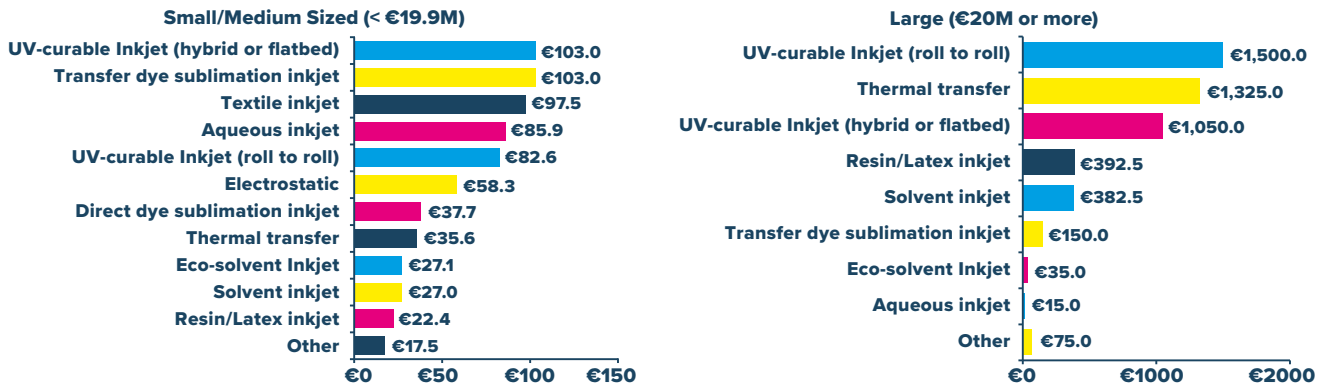 Small/Medium Sized (< €19.9M)
UV-curable Inkjet (hybrid or flatbed) €103.0
Transfer dye sublimation inkjet €103.0
Textile inkjet €97.5
Aqueous inkjet €85.9
UV-curable Inkjet (roll to roll) €82.6
Electrostatic €58.3
Direct dye sublimation inkjet €37.7
Thermal transfer €35.6
Eco-solvent Inkjet €27.1
Solvent inkjet €27.0
Resin/Latex inkjet €22.4
Other €17.5
€0 €50 €100 €150
Large (€20M or more)
UV-curable Inkjet (roll to roll) €1,500.0
Thermal transfer €1,325.0
UV-curable Inkjet (hybrid or flatbed) €1,050.0
Resin/Latex inkjet €392.5
Solvent inkjet €382.5
Transfer dye sublimation inkjet €150.0
Eco-solvent Inkjet €35.0
Aqueous inkjet €15.0
Other €75.0
€0 €1000 €2000